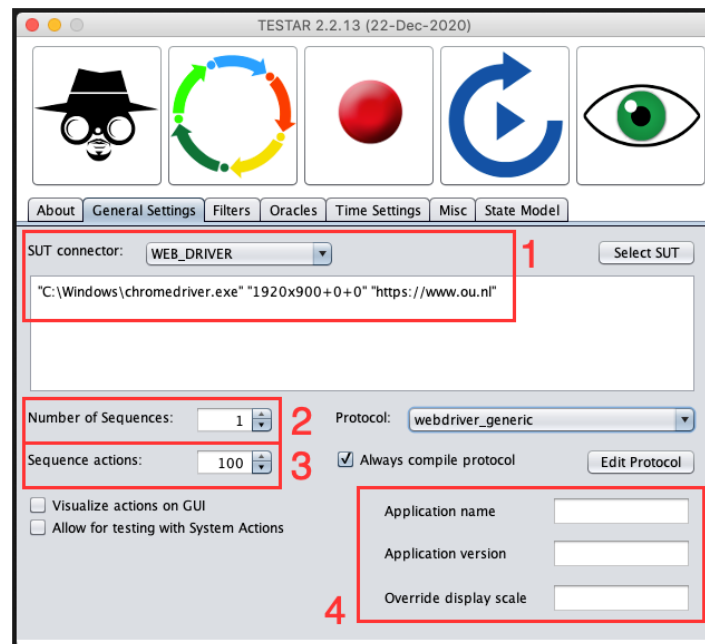 TESTAR 2.2.13 (22-Dec-2020)
About General Settings Filters Oracles Time Settings Misc State Model
SUT connector: WEB_DRIVER 1 Select SUT
"C:\Windows\chromedriver.exe" "1920x900+0+0" "https://www.ou.nl"
Number of Sequences: 1 2 Protocol: webdriver_generic
Sequence actions: 100 3 Always compile protocol Edit Protocol
Visualize actions on GUI
Allow for testing with System Actions
Application name
Application version
4 Override display scale